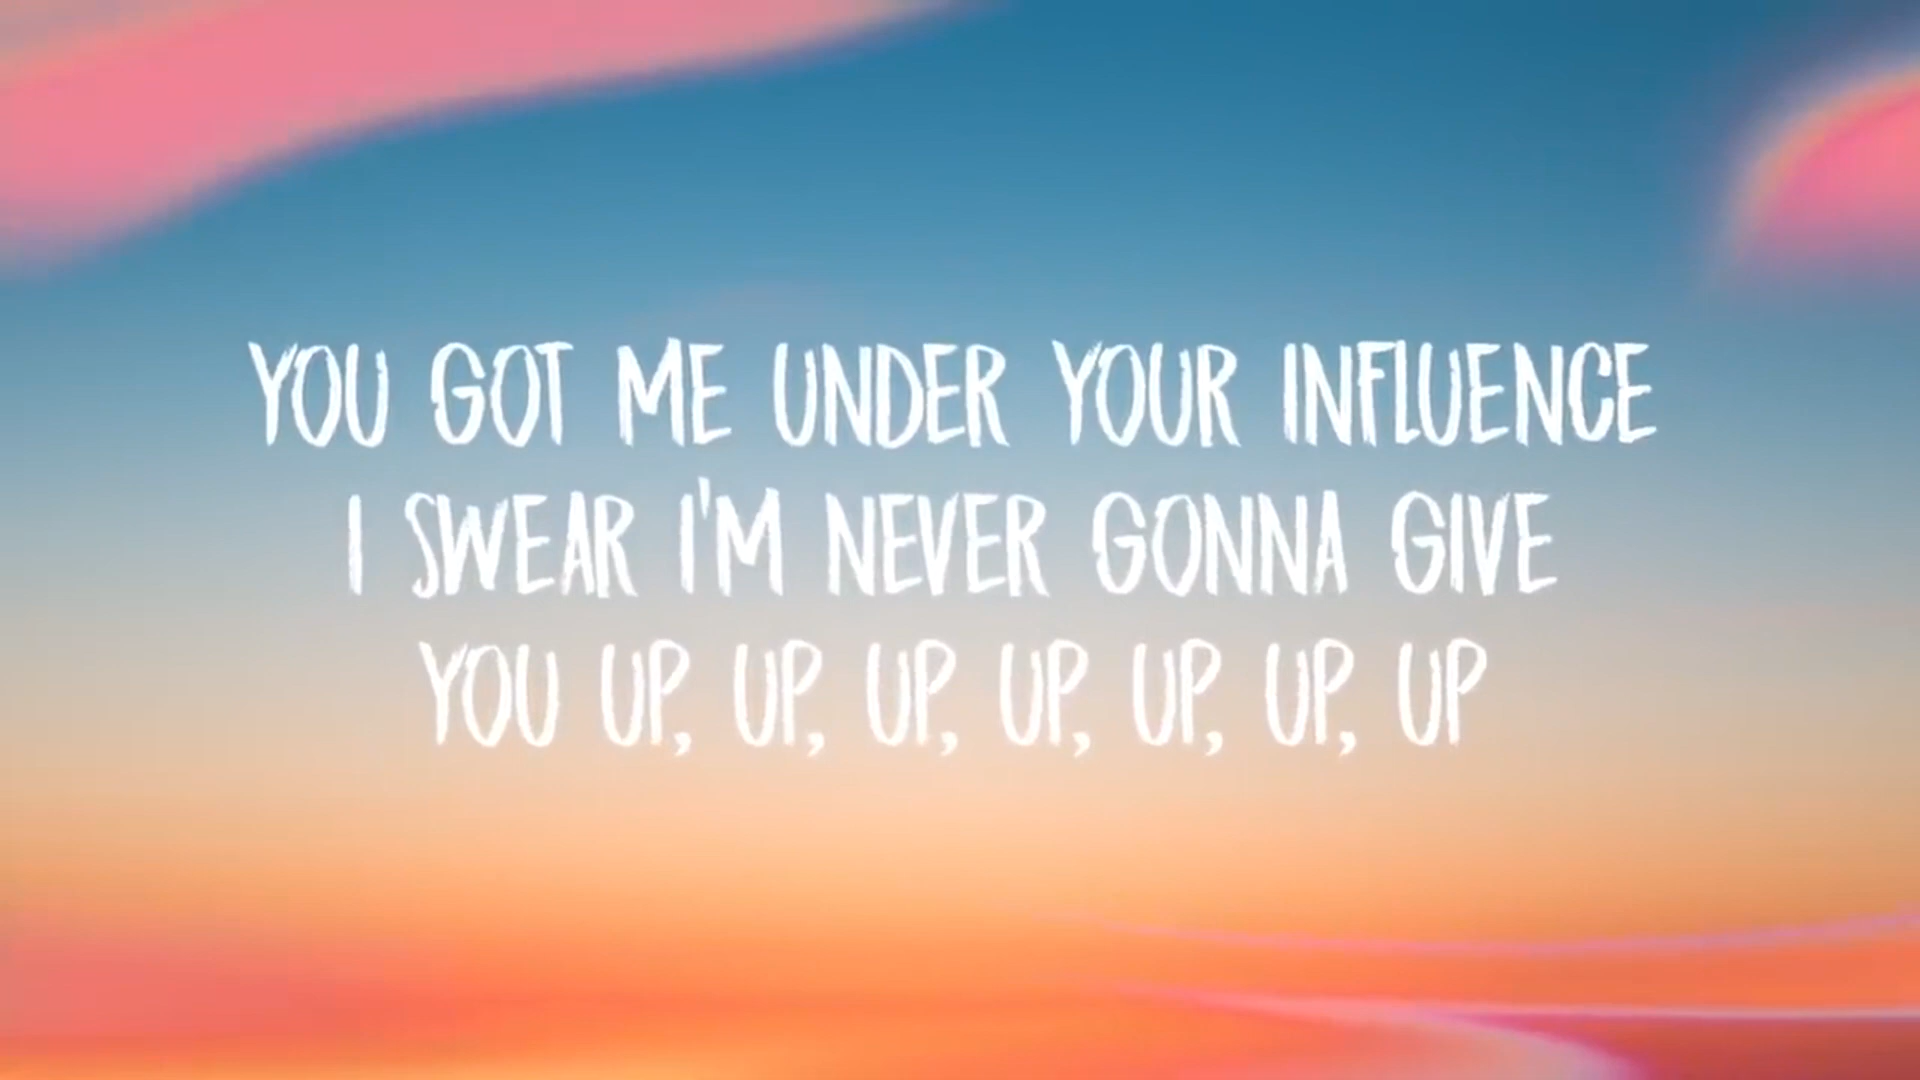 YOU GOT ME UNDER YOUR INFLUENCE
I SWEAR I'M NEVER GONNA GIVE
YOU UP, UP, UP, UP, UP, UP, UP